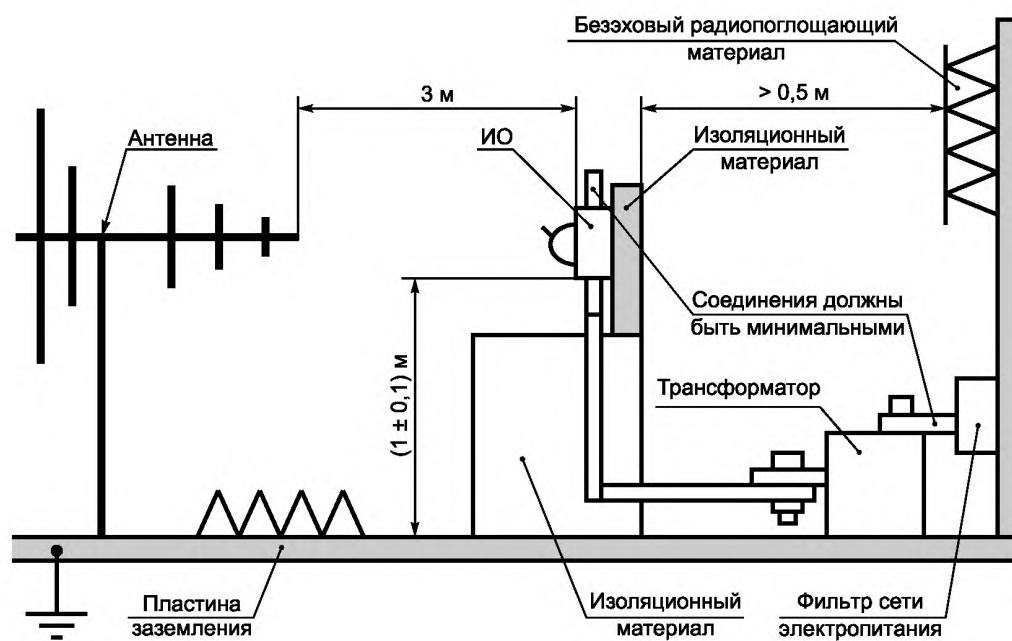 Безэховый радиопоглощающий
материал
3 м
> 0,5 м
Антенна
ИО
Изоляционный
материал
Соединения должны
быть минимальными
(1 ± 0,1) м
Трансформатор
Пластина
заземления
Изоляционный
материал
Фильтр сети
электропитания